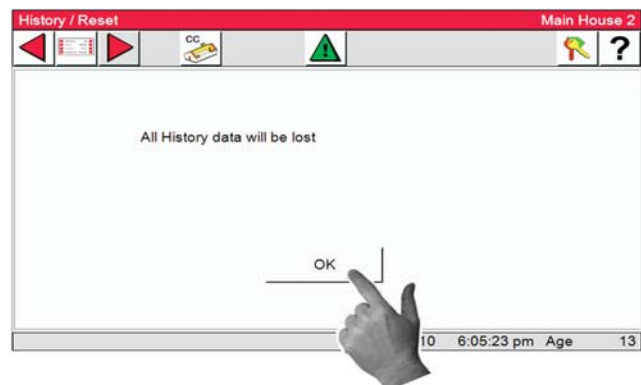 History / Reset Main House 2
CC
?
All History data will be lost
OK
10 6:05:23 pm Age 13